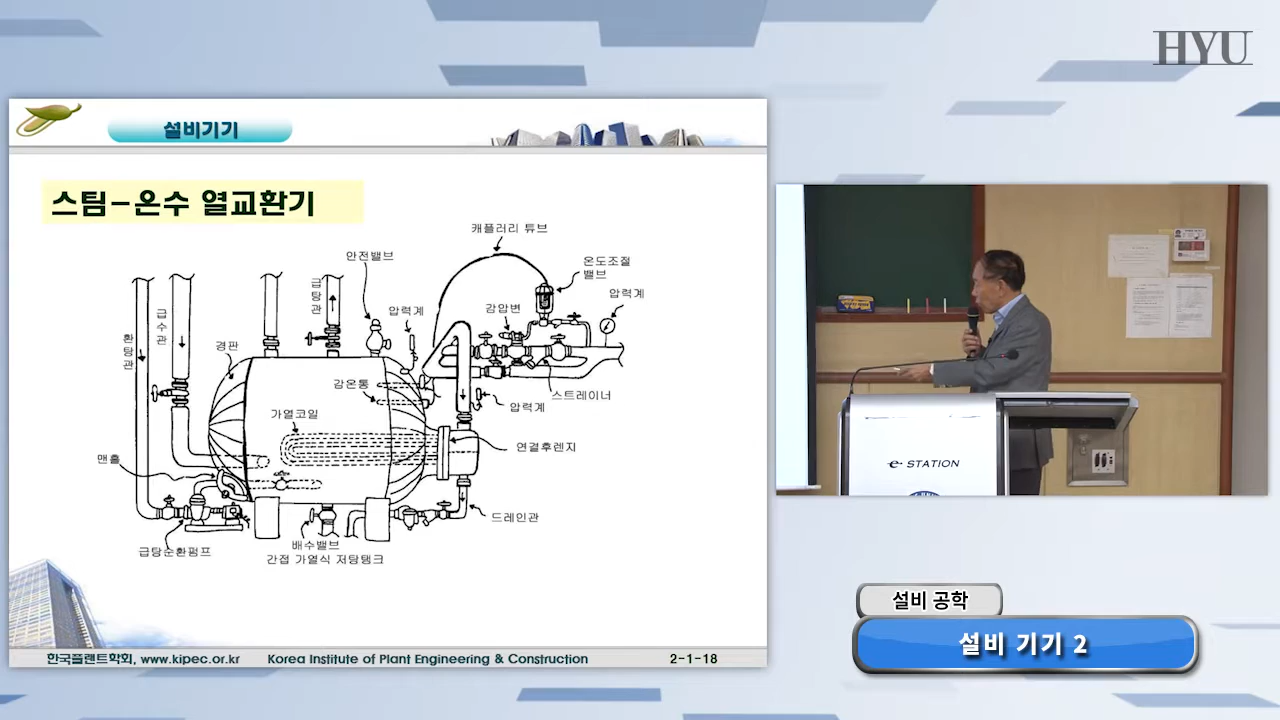 HYU
설비기기
스팀-온수 열교환기
캐플러리 튜브
안전밸브
온도조절
밸브
급탕관
압력계
감압변
압력계
급수관
환탕관
경판
감온통
스트레이너
가열코일
압력계
연결후렌지
맨홀
드레인관
급탕순환펌프
배수밸브
간접 가열식 저탕탱크
한국플랜트학회, www.kipec.or.kr Korea Institute of Plant Engineering & Construction 2-1-18
e-STATION
설비 공학
설비 기기 2